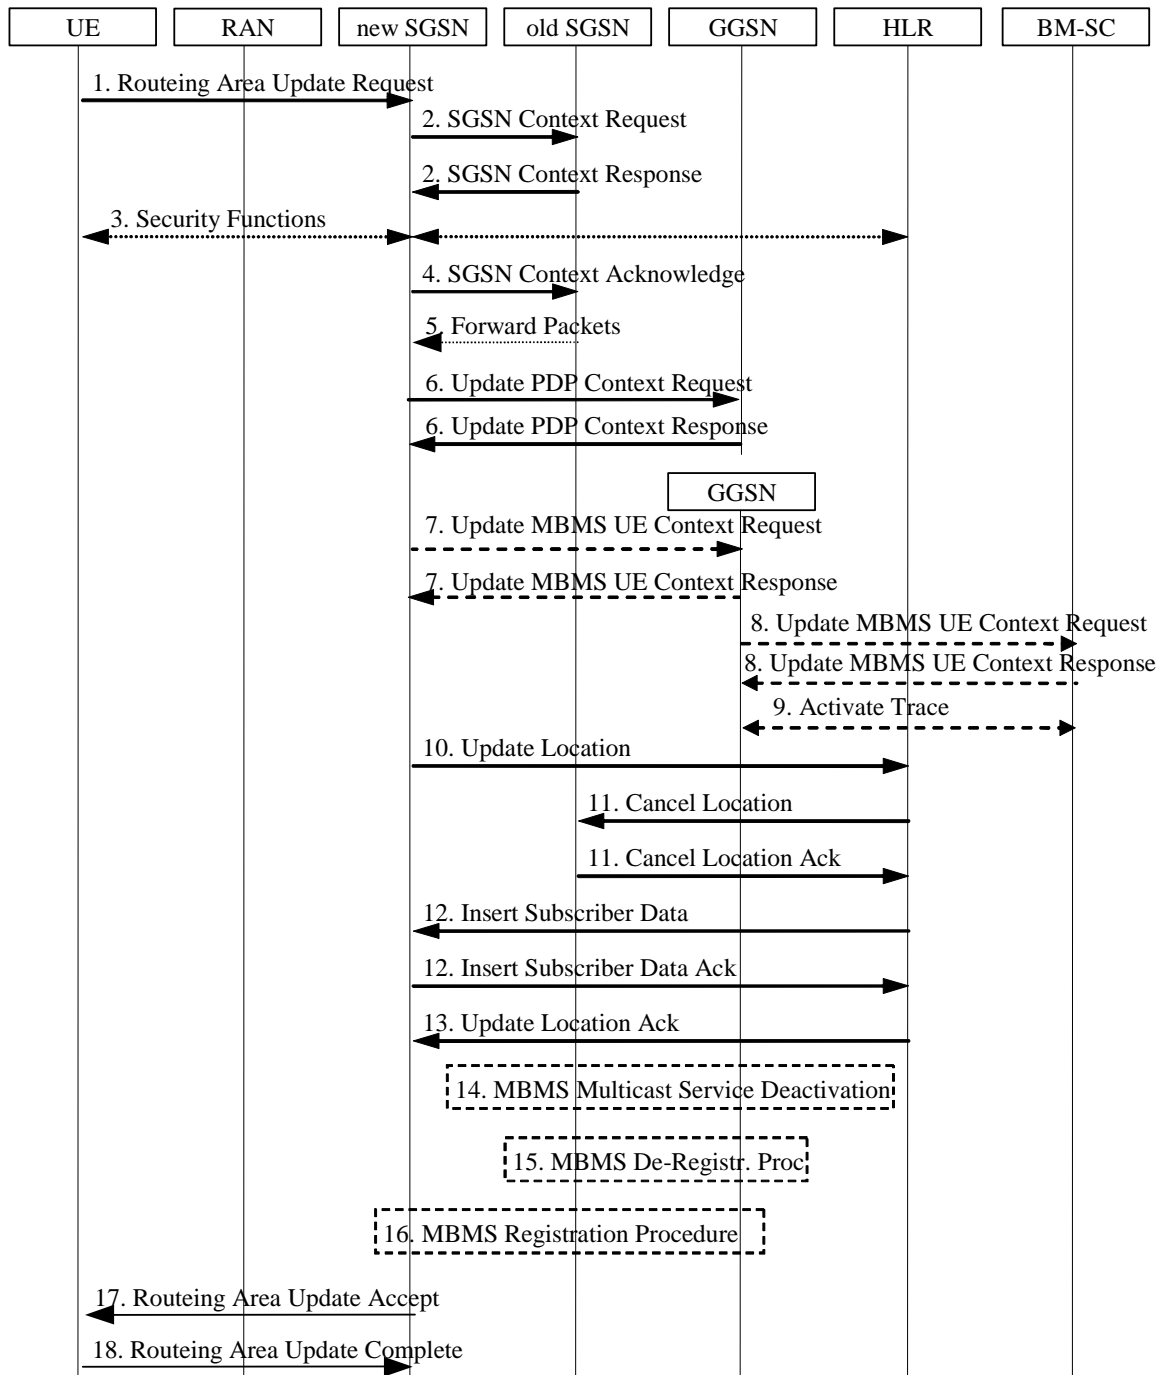 UE
RAN
new SGSN
old SGSN
GGSN
HLR
BM-SC
1. Routeing Area Update Request
2. SGSN Context Request
2. SGSN Context Response
3. Security Functions
4. SGSN Context Acknowledge
5. Forward Packets
6. Update PDP Context Request
6. Update PDP Context Response
GGSN
7. Update MBMS UE Context Request
7. Update MBMS UE Context Response
8. Update MBMS UE Context Request
8. Update MBMS UE Context Response
9. Activate Trace
10. Update Location
11. Cancel Location
11. Cancel Location Ack
12. Insert Subscriber Data
12. Insert Subscriber Data Ack
13. Update Location Ack
14. MBMS Multicast Service Deactivation
15. MBMS De-Registr. Proc
16. MBMS Registration Procedure
17. Routeing Area Update Accept
18. Routeing Area Update Complete